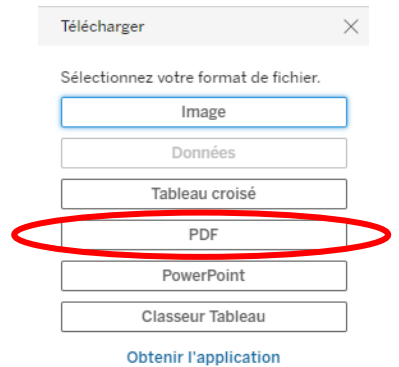 Télécharger
Sélectionnez votre format de fichier.
Image
Données
Tableau croisé
PDF
PowerPoint
Classeur Tableau
Obtenir l'application